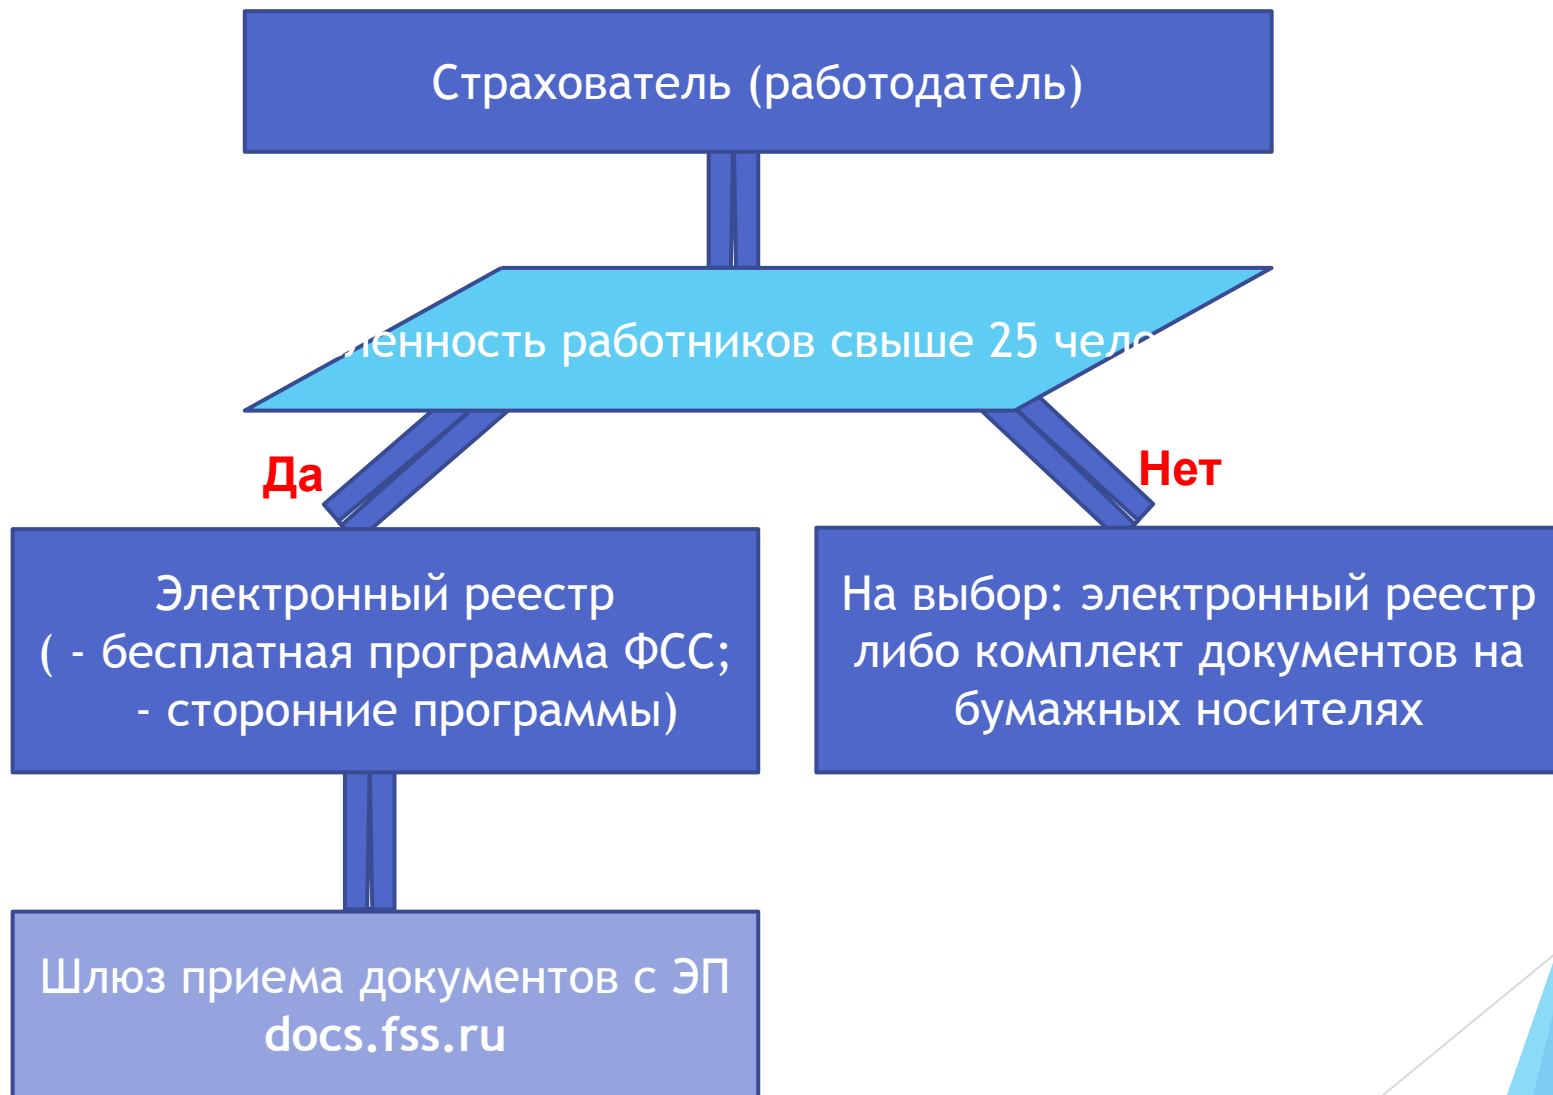 Страхователь (работодатель)
ленность работников свыше 25 чело
Да
Нет
Электронный реестр
( - бесплатная программа ФСС;
- сторонние программы)
На выбор: электронный реестр
либо комплект документов на
бумажных носителях
Шлюз приема документов с ЭП
docs.fss.ru